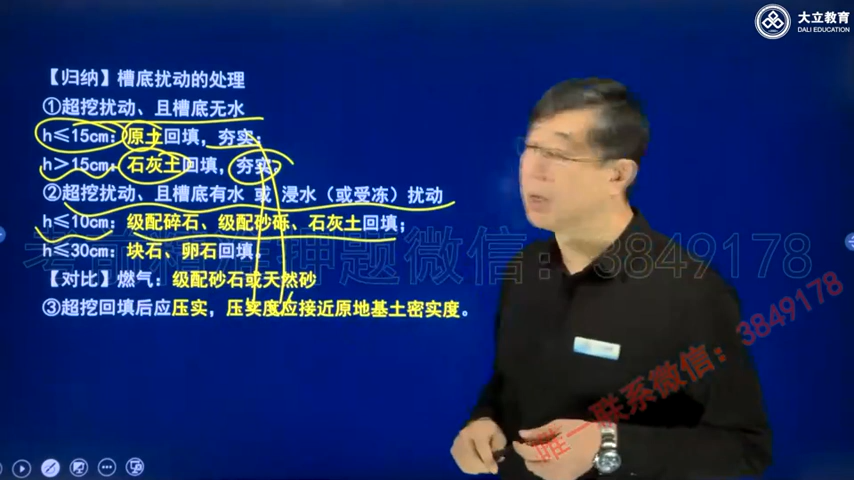 大立教育
DALI EDUCATION
【归纳】槽底扰动的处理
①超挖扰动、且槽底无水
h≤15cm：原土回填，夯实；
h＞15cm：石灰土回填，夯实。
②超挖扰动、且槽底有水 或 浸水（或受冻）扰动
h≤10cm：级配碎石、级配砂砾、石灰土回填；
h≤30cm：块石、卵石回填。
【对比】燃气：级配砂石或天然砂
③超挖回填后应压实，压实度应接近原地基土密实度。
押题微信：3849178
唯一联系微信：3849178